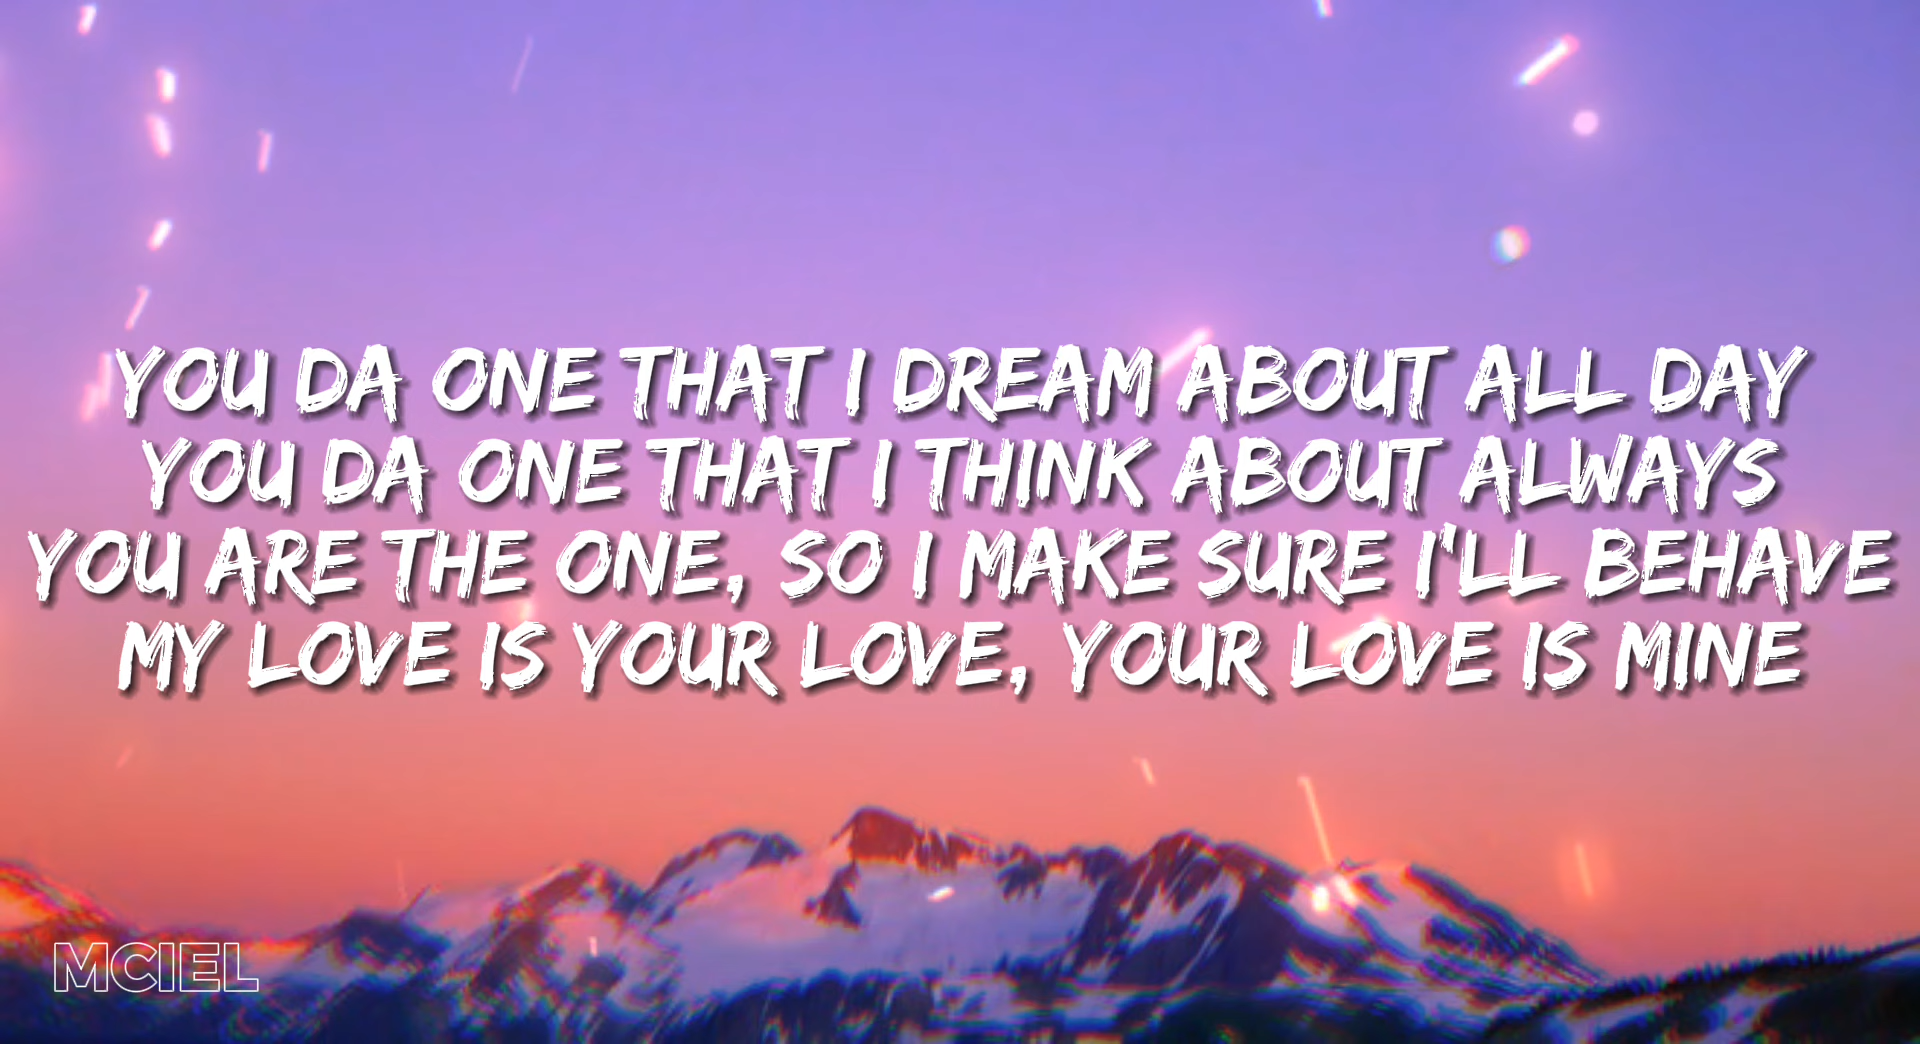 YOU DA ONE THAT I DREAM ABOUT ALL DAY
YOU DA ONE THAT I THINK ABOUT ALWAYS
YOU ARE THE ONE, SO I MAKE SURE I'LL BEHAVE
MY LOVE IS YOUR LOVE, YOUR LOVE IS MINE
MCIEL